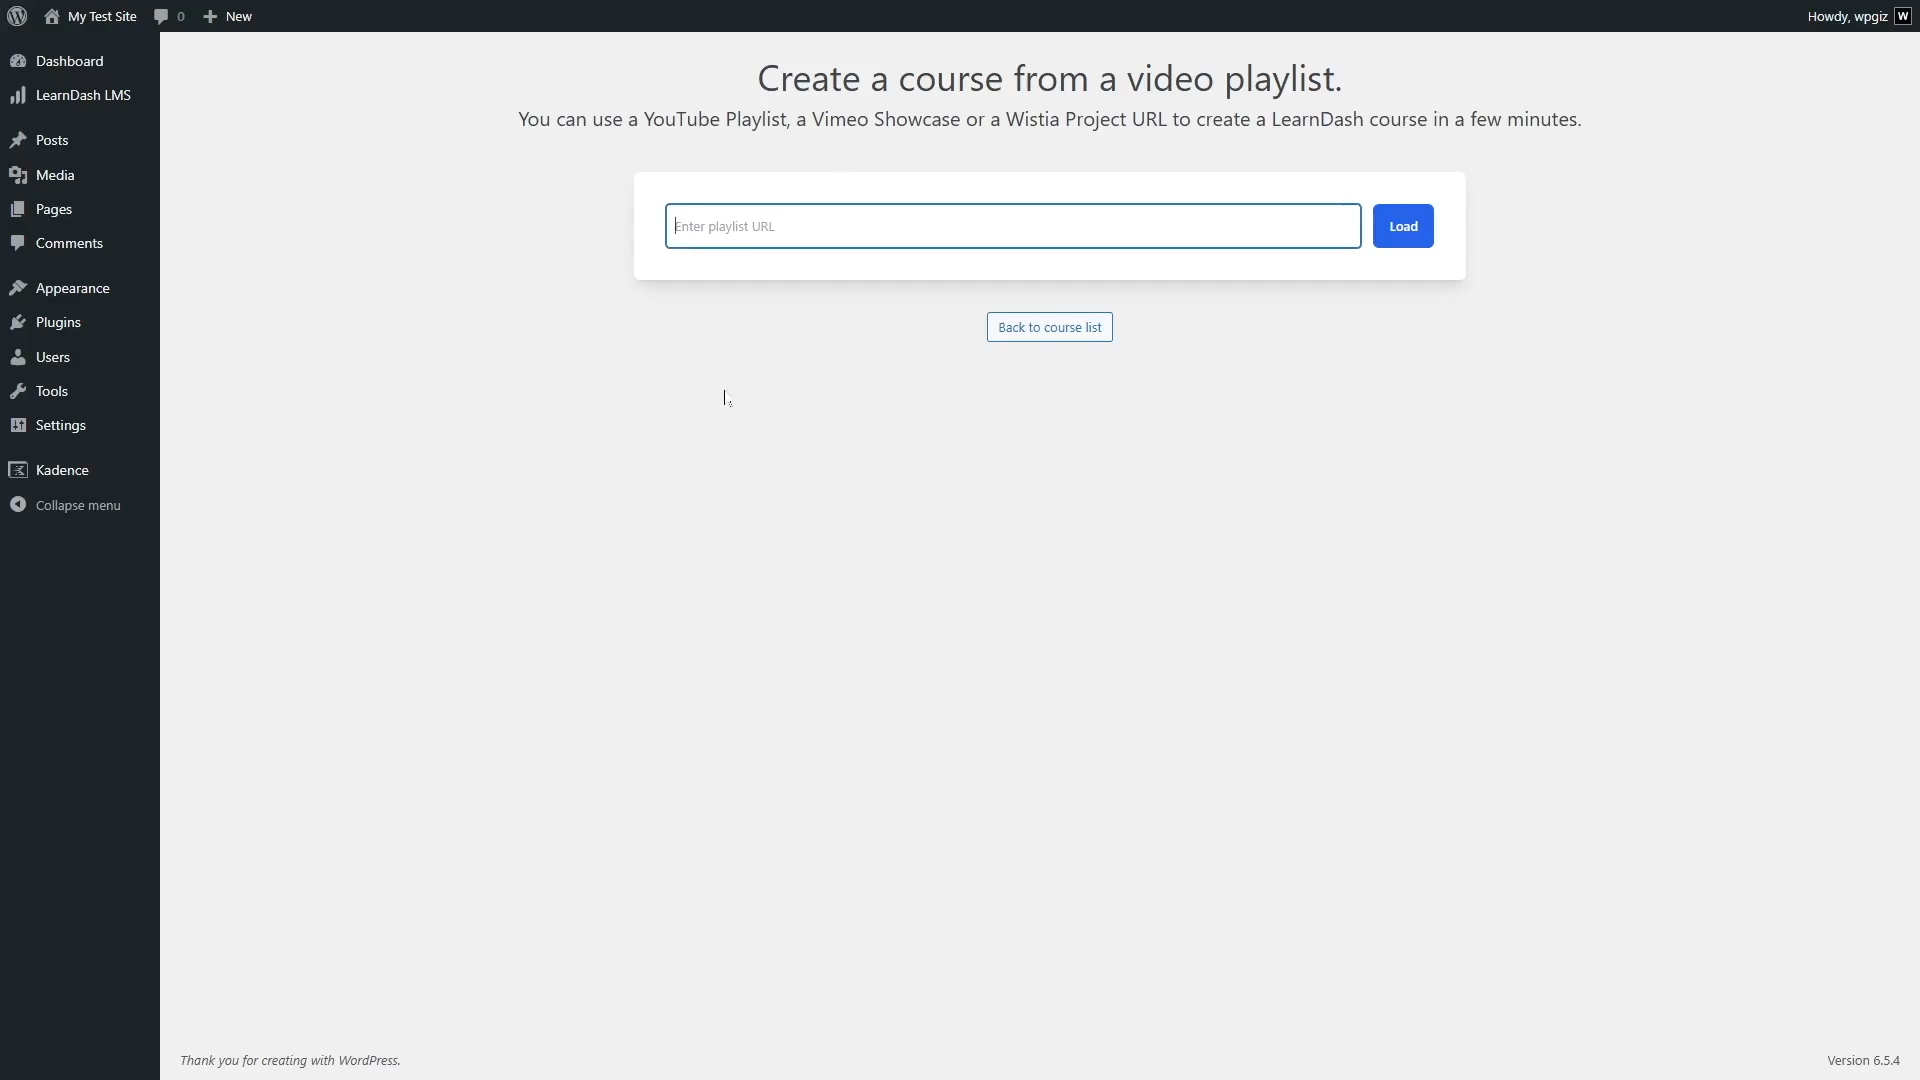 My Test Site
0
New
Howdy, wpgiz
W
Dashboard
LearnDash LMS
Posts
Media
Pages
Comments
Appearance
Plugins
Users
Tools
Settings
Kadence
Collapse menu
Create a course from a video playlist.
You can use a YouTube Playlist, a Vimeo Showcase or a Wistia Project URL to create a LearnDash course in a few minutes.
Enter playlist URL
Load
Back to course list
Thank you for creating with WordPress.
Version 6.5.4